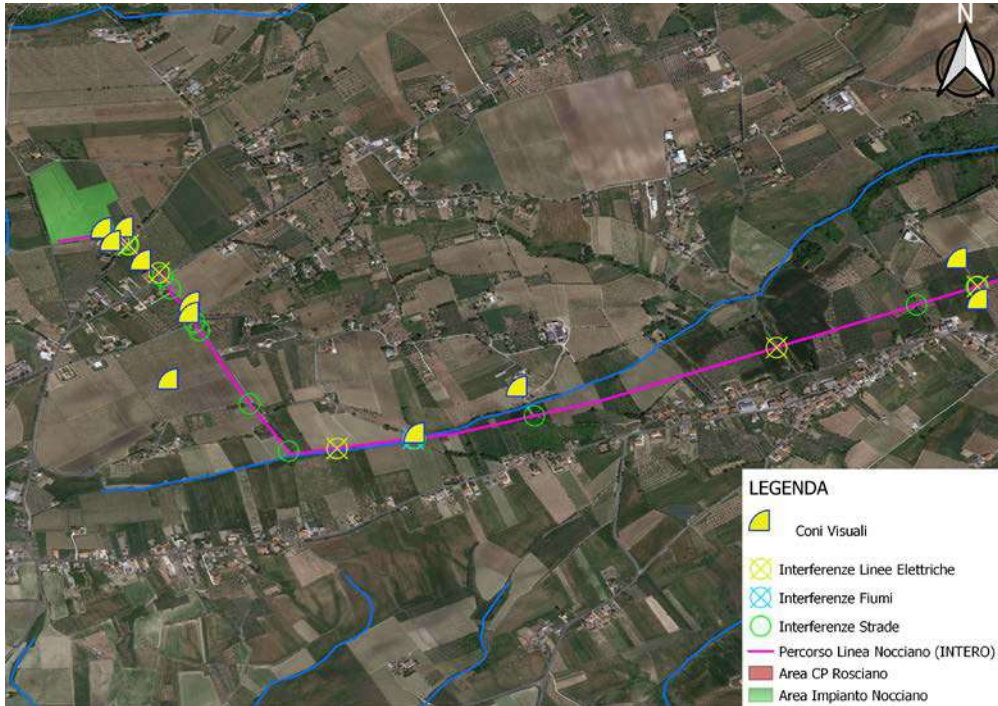 N
LEGENDA
Coni Visuali
Interferenze Linee Elettriche
Interferenze Fiumi
Interferenze Strade
Percorso Linea Nocciano (INTERO)
Area CP Rosciano
Area Impianto Nocciano